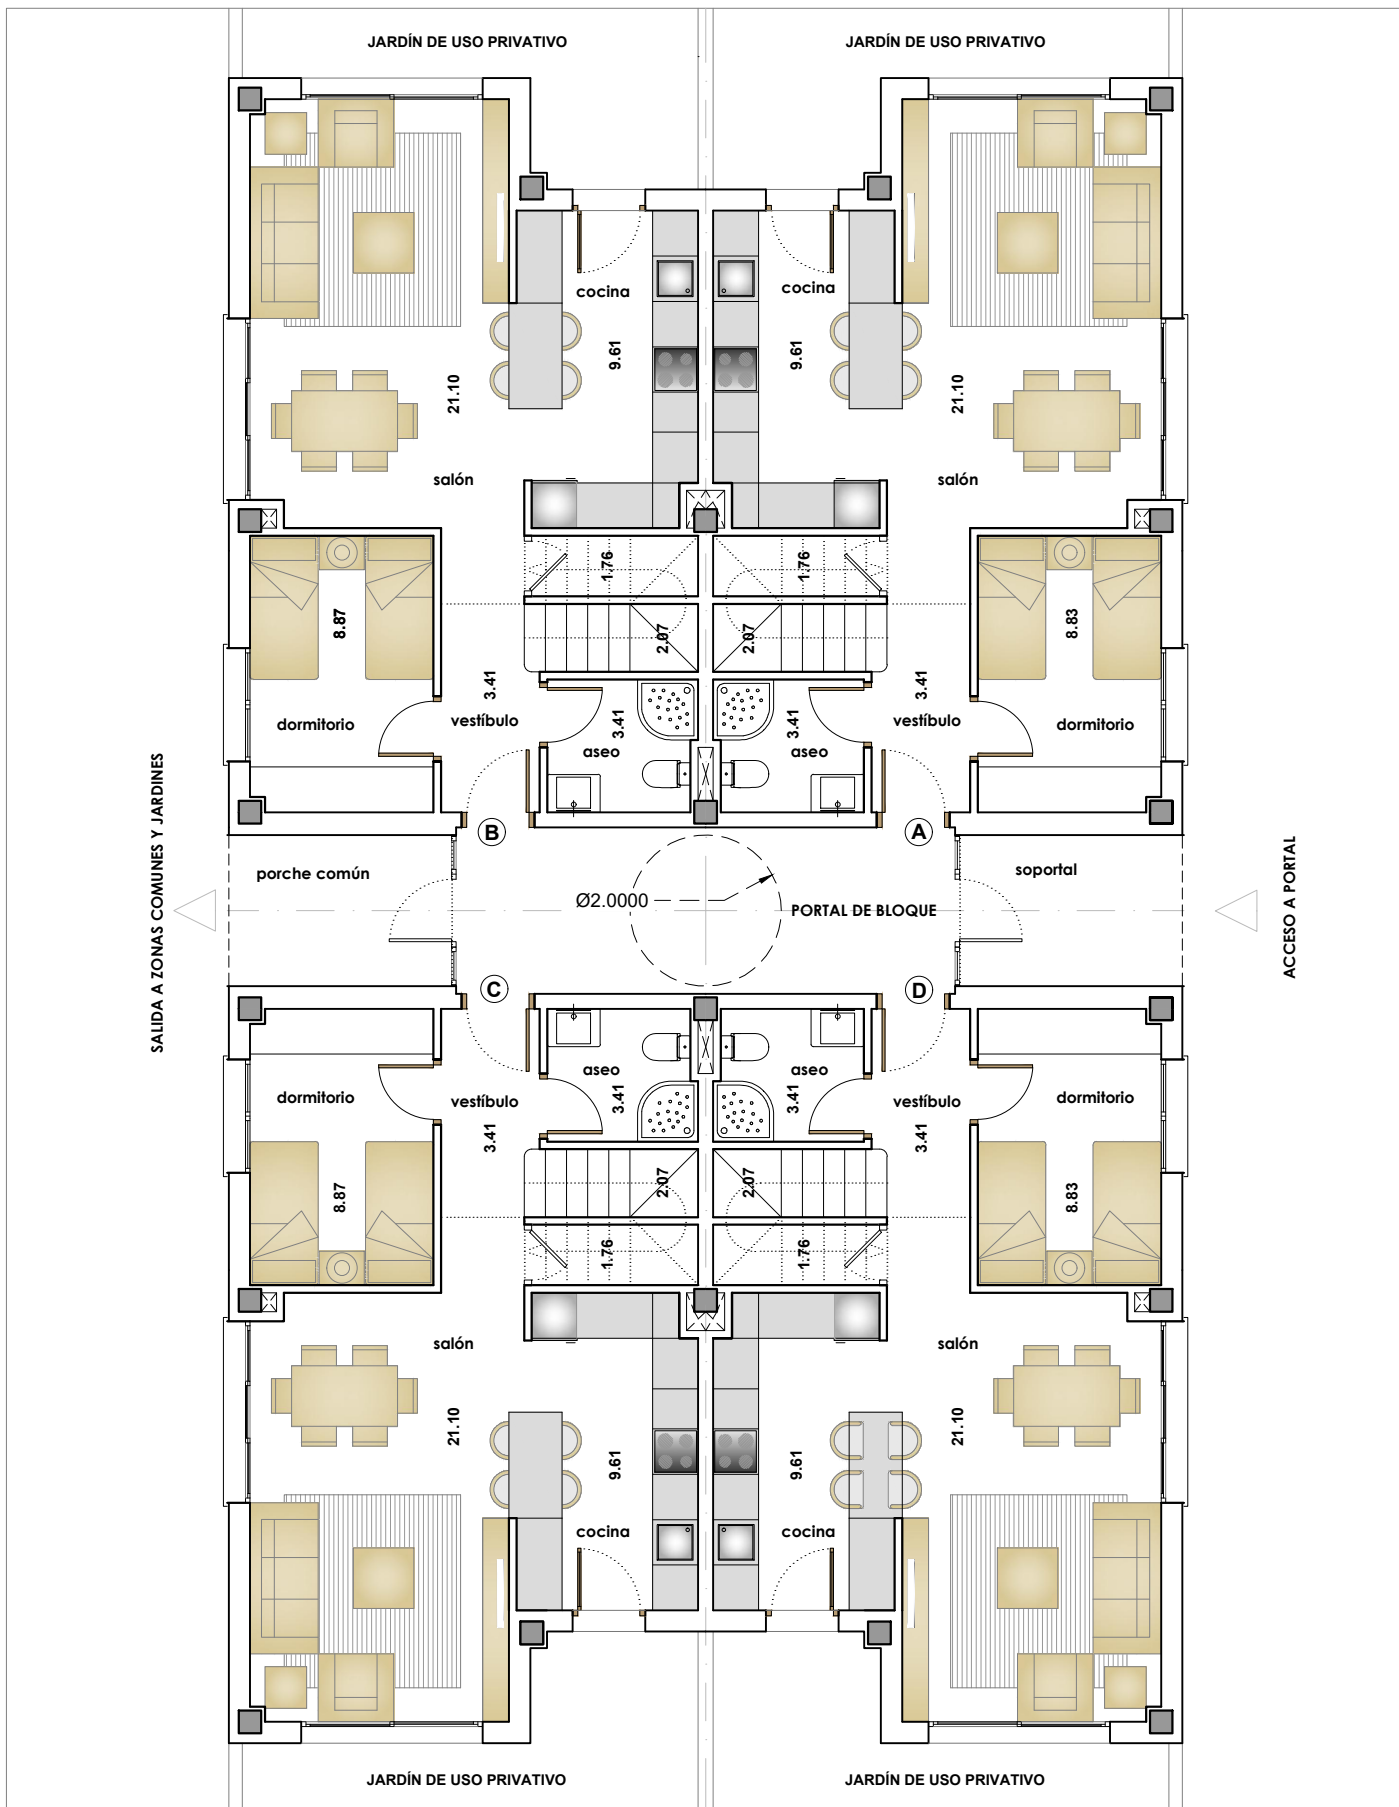 JARDÍN DE USO PRIVATIVO
JARDÍN DE USO PRIVATIVO
cocina
cocina
9.61
9.61
21.10
21.10
salón
salón
1.76
1.76
8.87
2.07
2.07
8.83
3.41
3.41
dormitorio
vestíbulo
3.41
3.41
vestíbulo
dormitorio
aseo
aseo
B
A
SALIDA A ZONAS COMUNES Y JARDINES
porche común
Ø2.0000
PORTAL DE BLOQUE
soportal
ACCESO A PORTAL
C
D
aseo
aseo
dormitorio
vestíbulo
3.41
3.41
vestíbulo
dormitorio
3.41
3.41
8.87
2.07
2.07
8.83
1.76
1.76
salón
salón
21.10
21.10
9.61
9.61
cocina
cocina
JARDÍN DE USO PRIVATIVO
JARDÍN DE USO PRIVATIVO